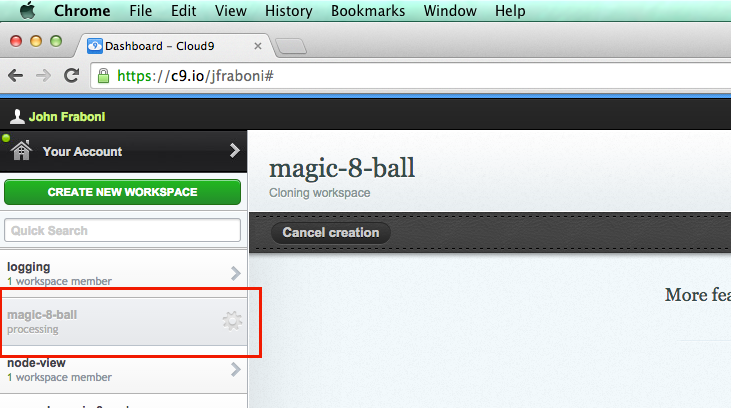 Chrome File Edit View History Bookmarks Window Help
Dashboard – Cloud9
https://c9.io/jfraboni#
John Fraboni
Your Account
CREATE NEW WORKSPACE
Quick Search
logging
1 workspace member
magic-8-ball
processing
node-view
1 workspace member
magic-8-ball
Cloning workspace
Cancel creation
More fea